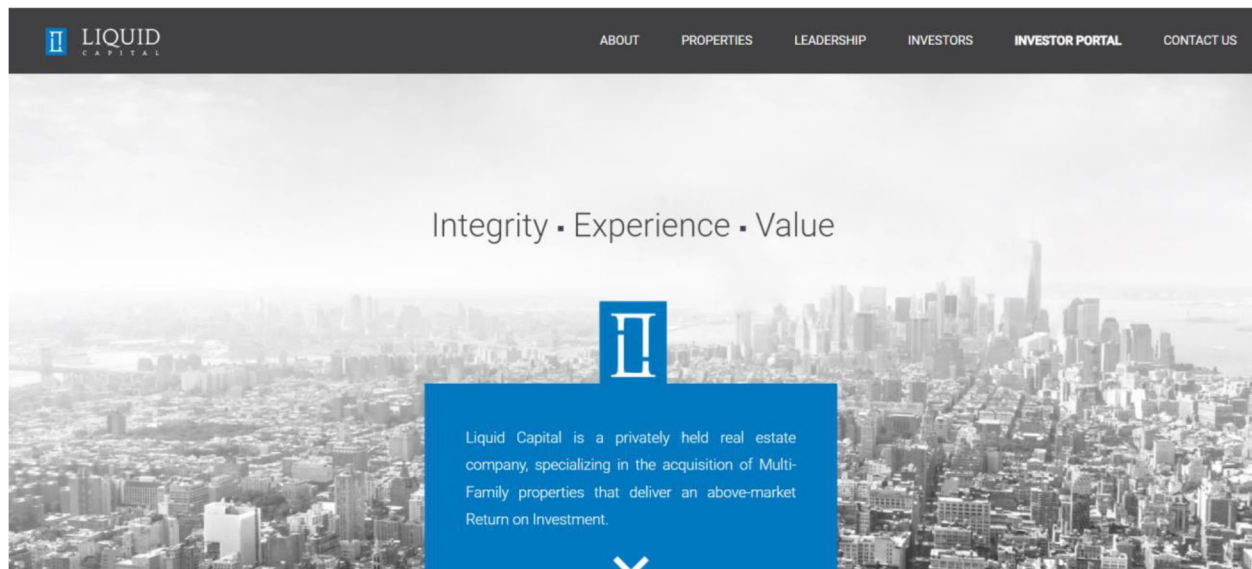 LIQUID
CAPITAL
ABOUT
PROPERTIES
LEADERSHIP
INVESTORS
INVESTOR PORTAL
CONTACT US
Integrity ▪ Experience ▪ Value
Liquid Capital is a privately held real estate
company, specializing in the acquisition of Multi-
Family properties that deliver an above-market
Return on Investment.